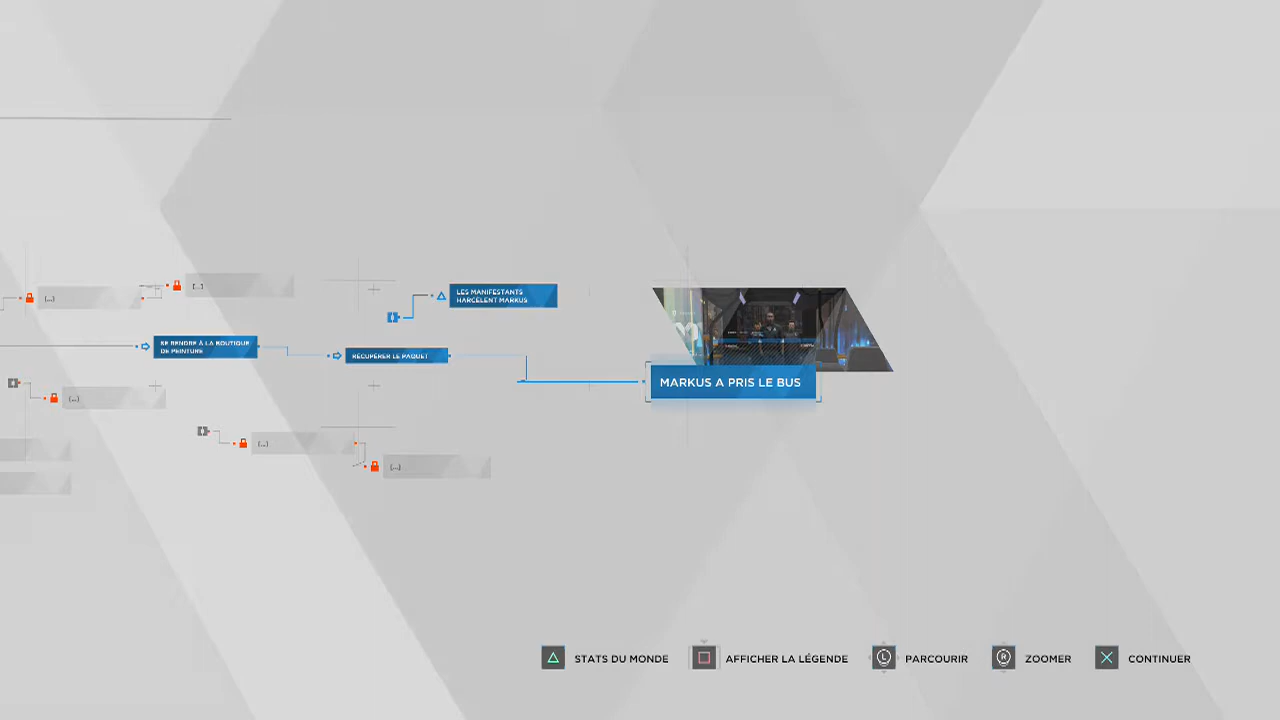 [...]
[...]
LES MANIFESTANTS
HARCÈLENT MARKUS
SE RENDRE À LA BOUTIQUE
DE PEINTURE
RÉCUPÉRER LE PAQUET
MARKUS A PRIS LE BUS
[...]
[...]
[...]
STATS DU MONDE
AFFICHER LA LÉGENDE
L
PARCOURIR
R
ZOOMER
CONTINUER